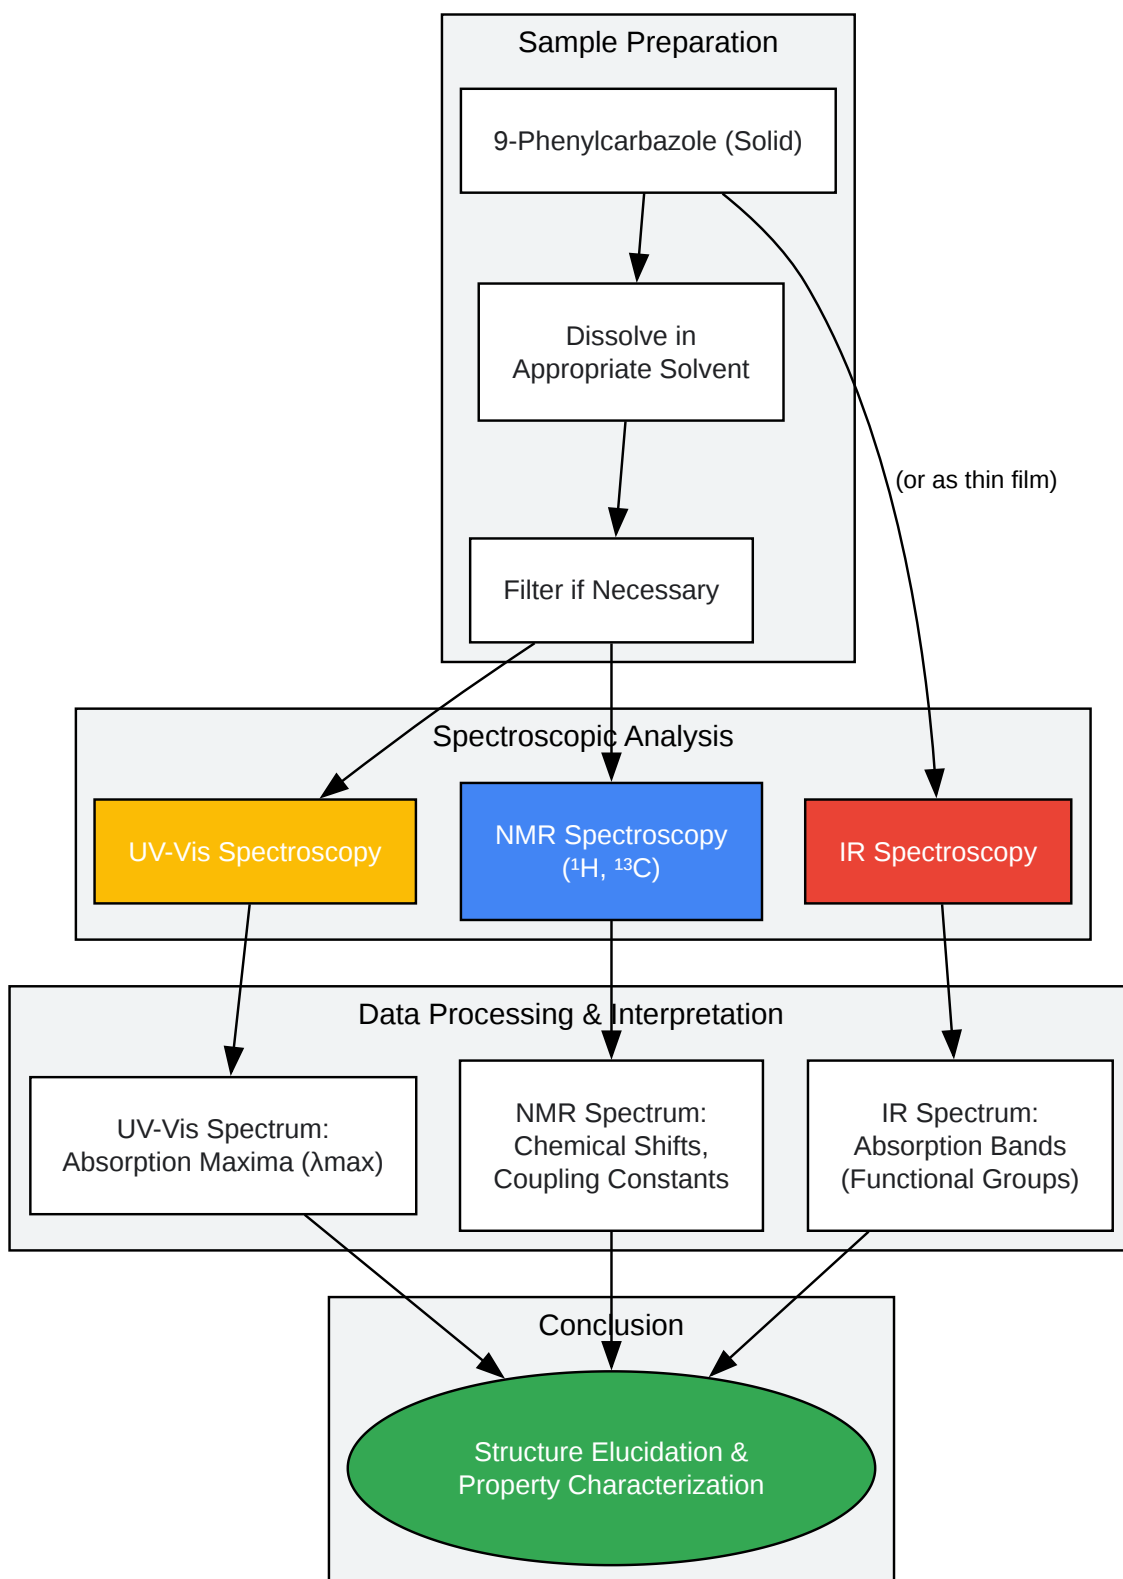 Sample Preparation
9-Phenylcarbazole (Solid)
Dissolve in
Appropriate Solvent
(or as thin film)
Filter if Necessary
Spectroscopic Analysis
UV-Vis Spectroscopy
NMR Spectroscopy
(¹H, ¹³C)
IR Spectroscopy
Data Processing & Interpretation
UV-Vis Spectrum:
Absorption Maxima (λmax)
NMR Spectrum:
Chemical Shifts,
Coupling Constants
IR Spectrum:
Absorption Bands
(Functional Groups)
Conclusion
Structure Elucidation &
Property Characterization